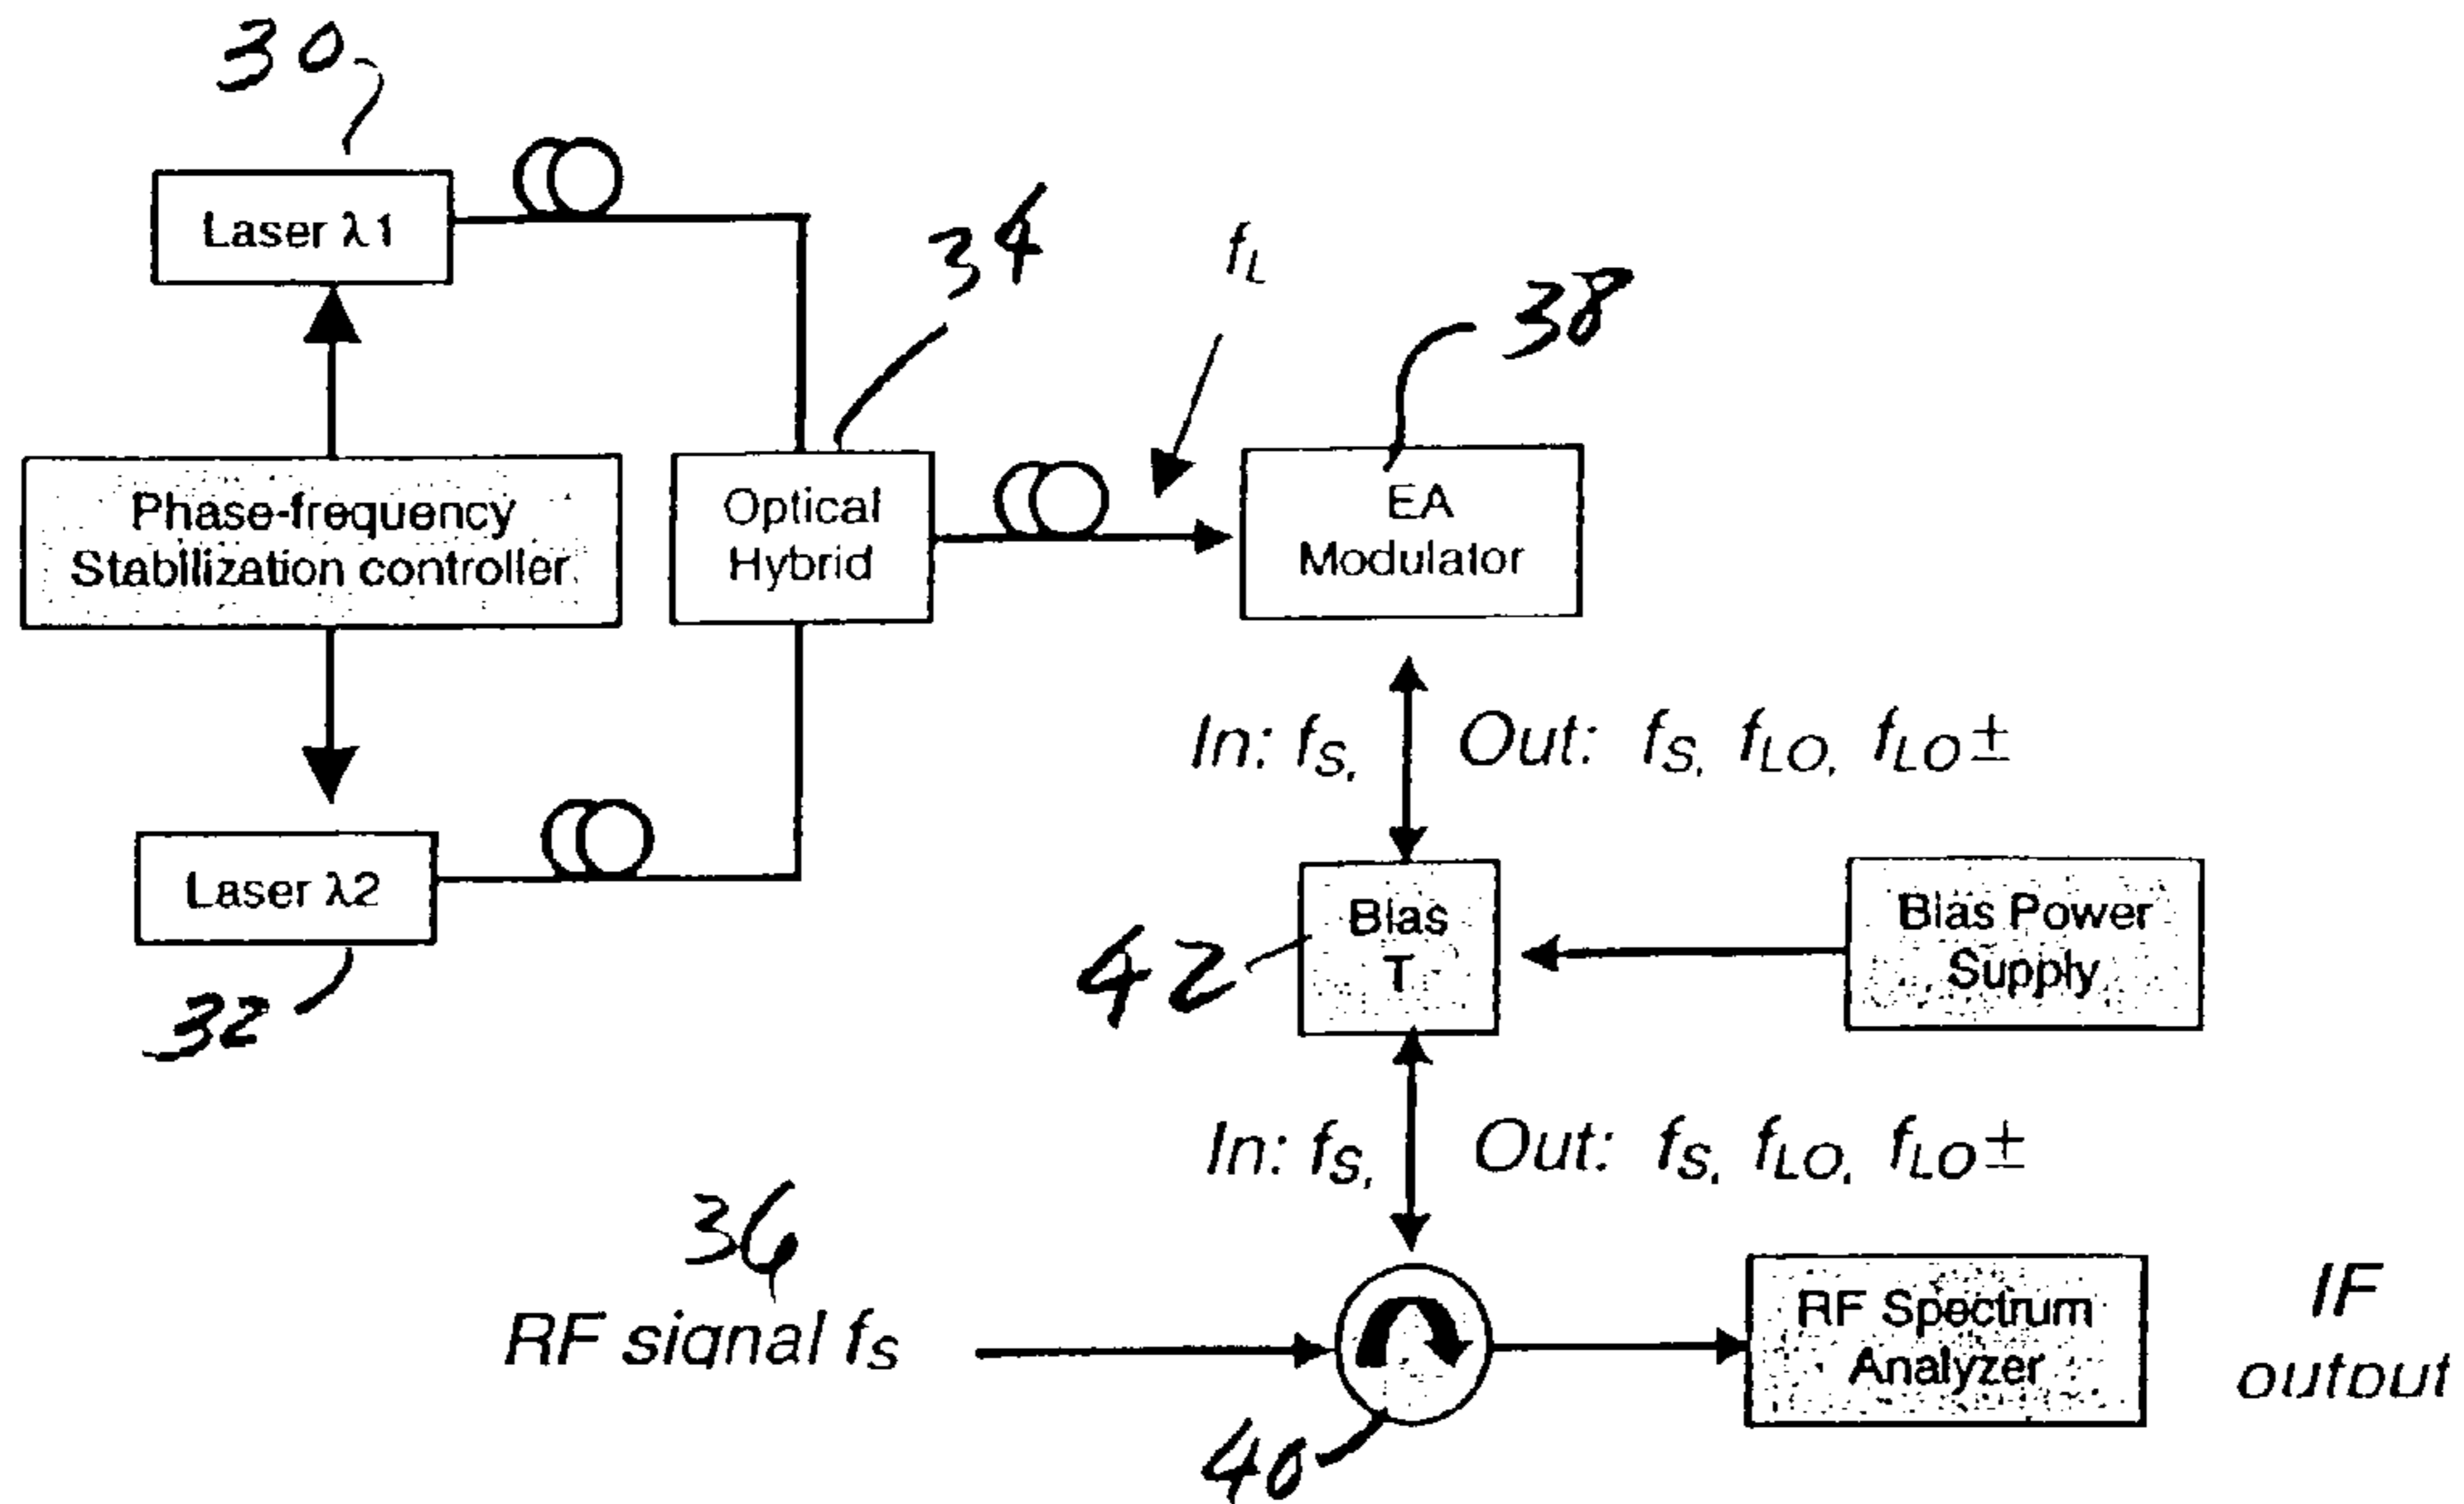 30
Laser λ1
34
fL
38
Phase-frequency
Stabilization controller
Optical
Hybrid
EA
Modulator
In: fS,
Out: fS, fLO, fLO±
Laser λ2
32
42
Bias
T
Bias Power
Supply
In: fS,
Out: fS, fLO, fLO±
36
RF signal fS
RF Spectrum
Analyzer
IF
output
40